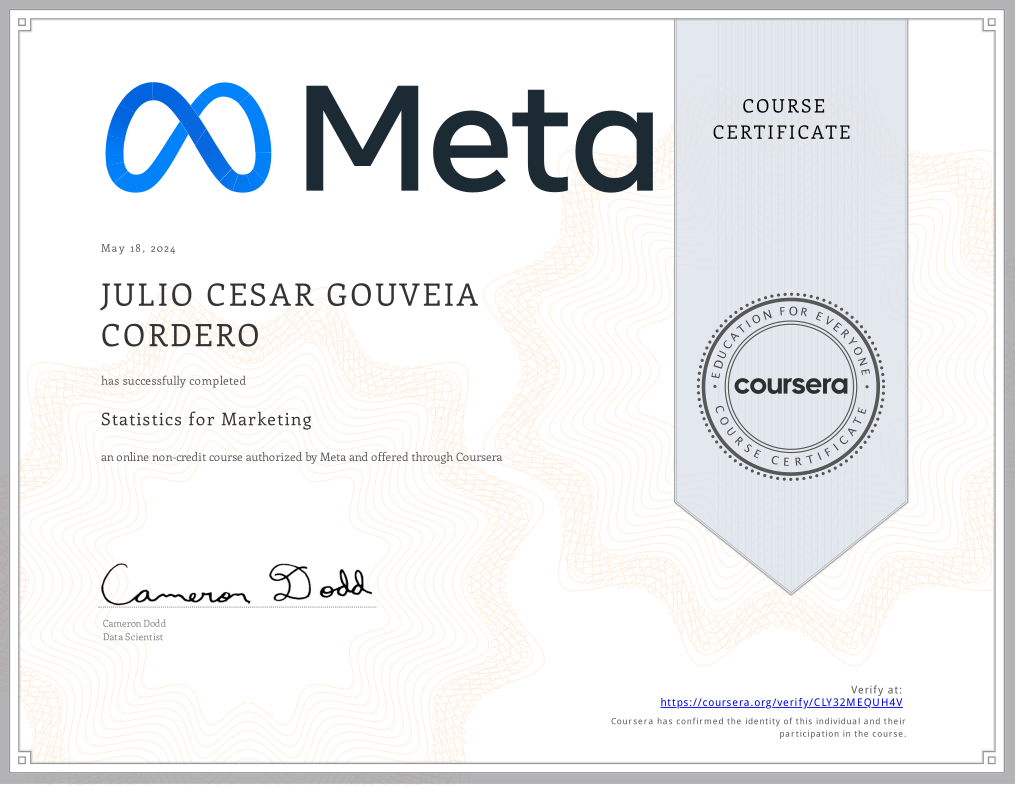 Meta
COURSE
CERTIFICATE
May 18, 2024
JULIO CESAR GOUVEIA
CORDERO
has successfully completed
Statistics for Marketing
an online non-credit course authorized by Meta and offered through Coursera
EDUCATION FOR EVERYONE
coursera
COURSE CERTIFICATE
Cameron Dodd
Cameron Dodd
Data Scientist
Verify at:
https://coursera.org/verify/CLY32MEQUH4V
Coursera has confirmed the identity of this individual and their
participation in the course.